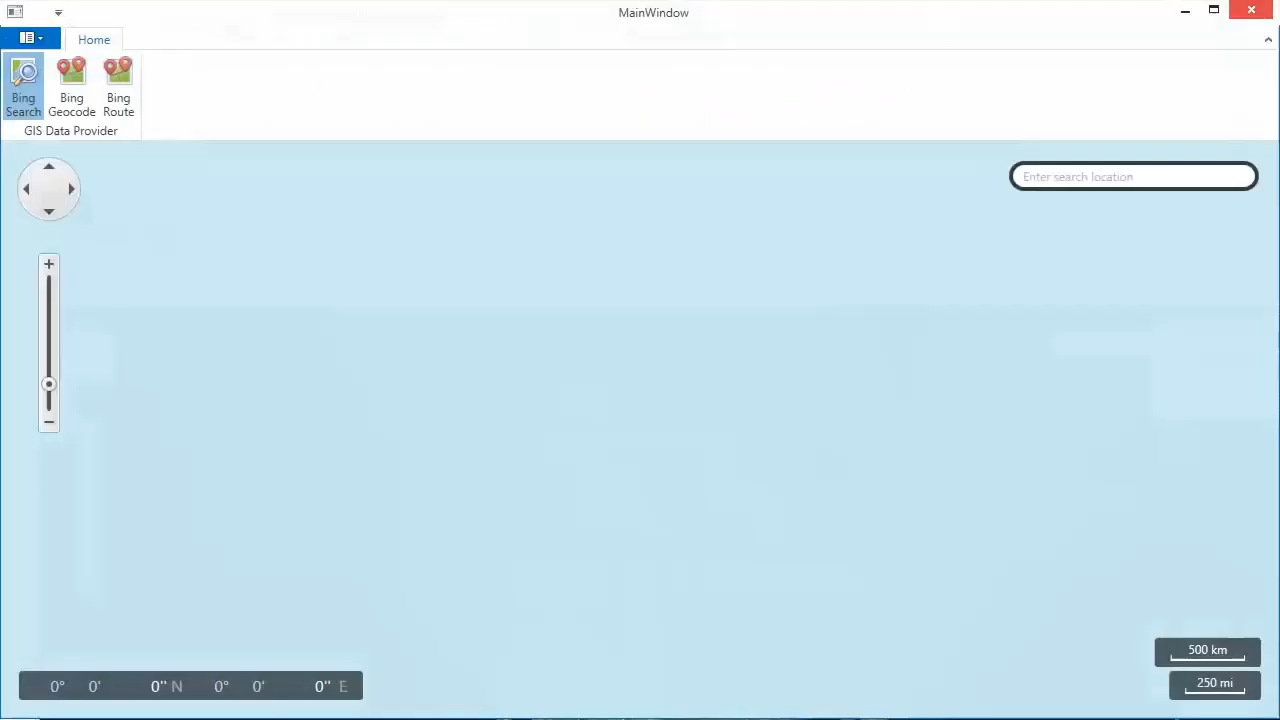 MainWindow
Home
Bing Search
Bing Geocode
Bing Route
GIS Data Provider
Enter search location
+
−
500 km
250 mi
0° 0' 0'' N 0° 0' 0'' E